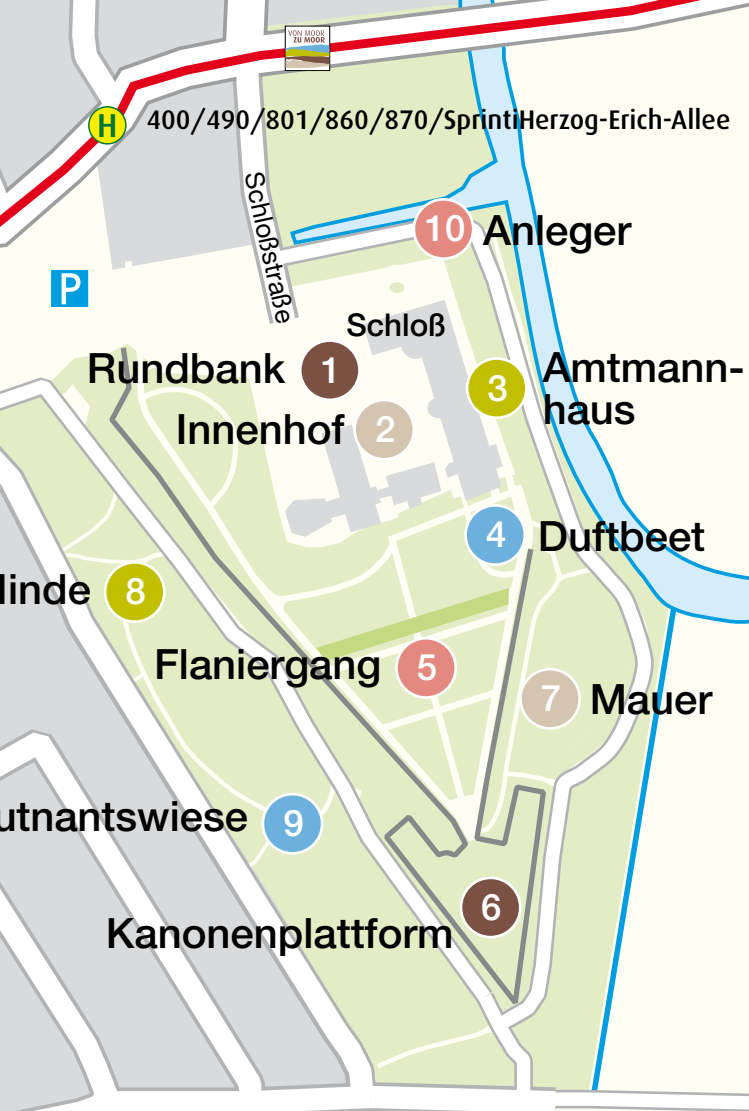 VON MOOR
ZU MOOR
H
400/490/801/860/870/SprintiHerzog-Erich-Allee
Schloßstraße
10 Anleger
P
Schloß
Rundbank 1
3 Amtmann-
haus
Innenhof 2
4 Duftbeet
linde 8
Flaniergang 5
7 Mauer
utnantswiese 9
6
Kanonenplattform